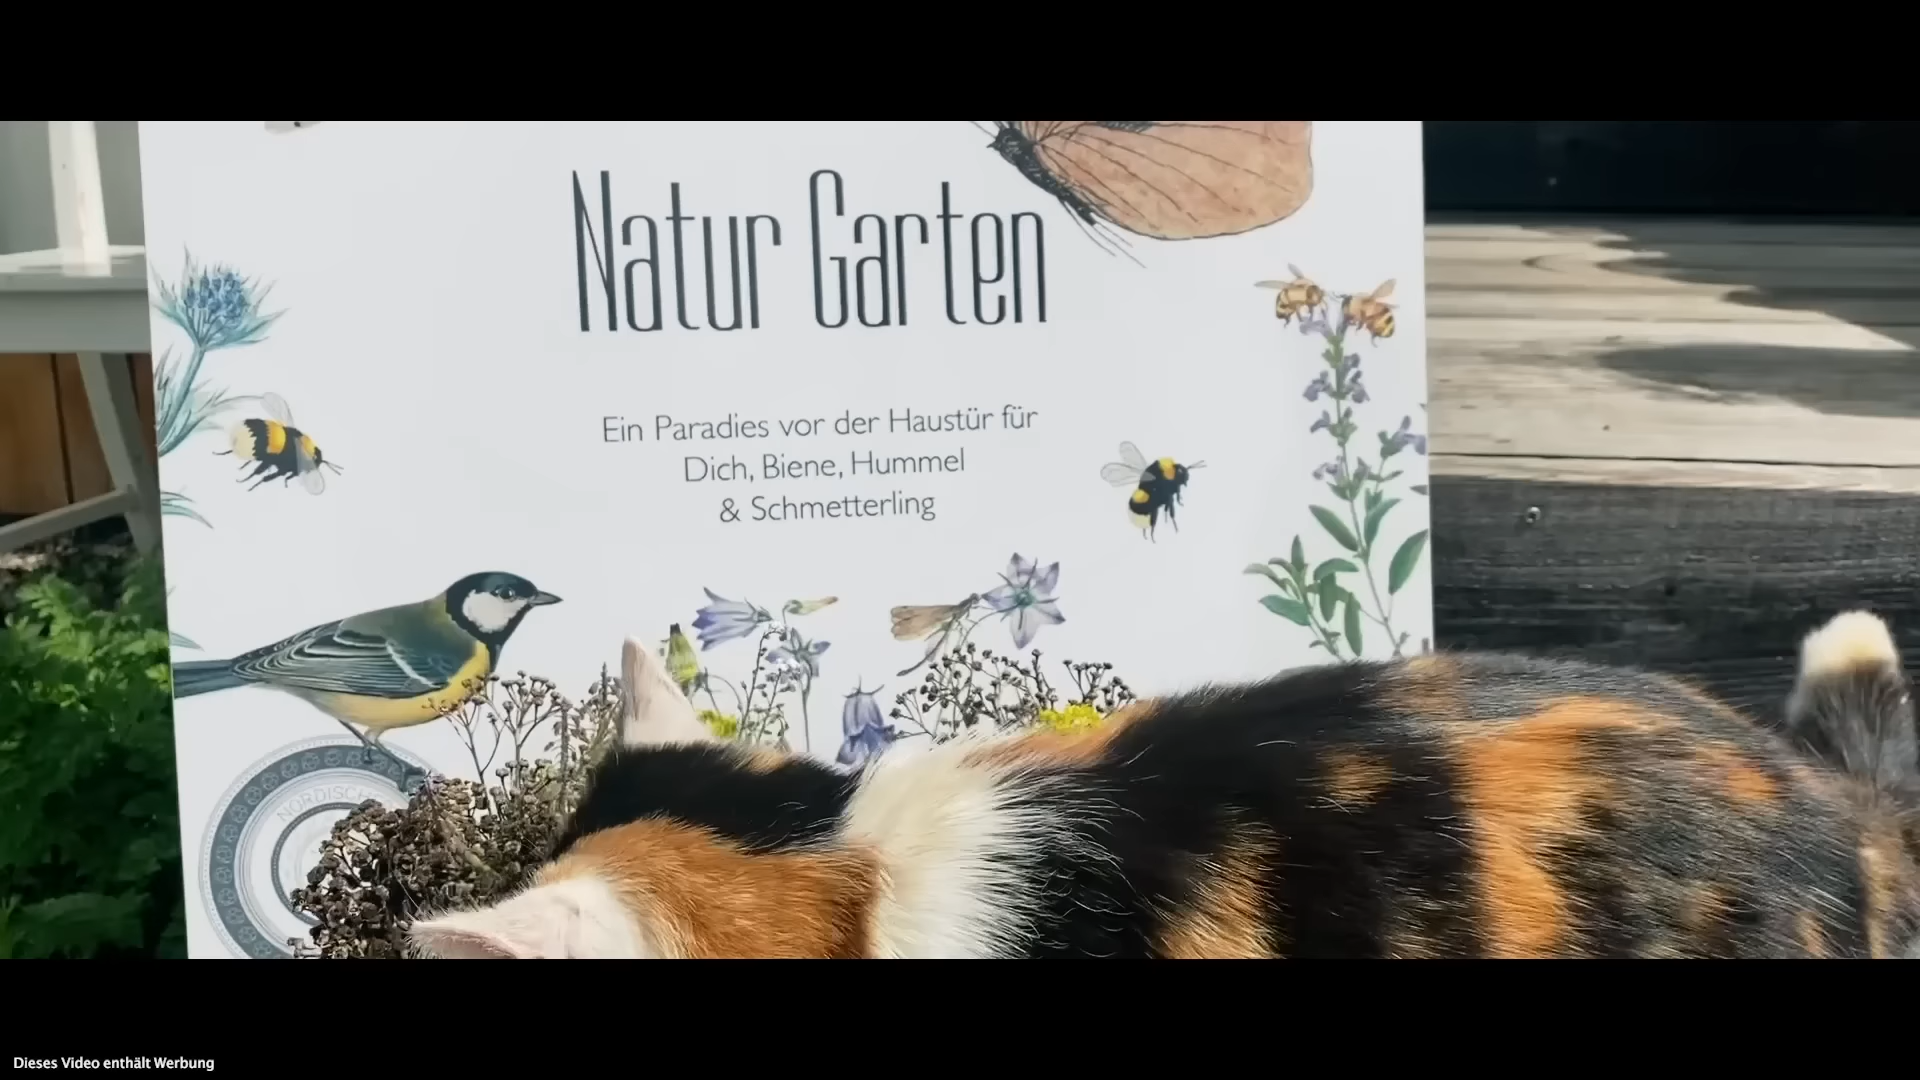 Natur Garten
Ein Paradies vor der Haustür für
Dich, Biene, Hummel
& Schmetterling
Dieses Video enthält Werbung